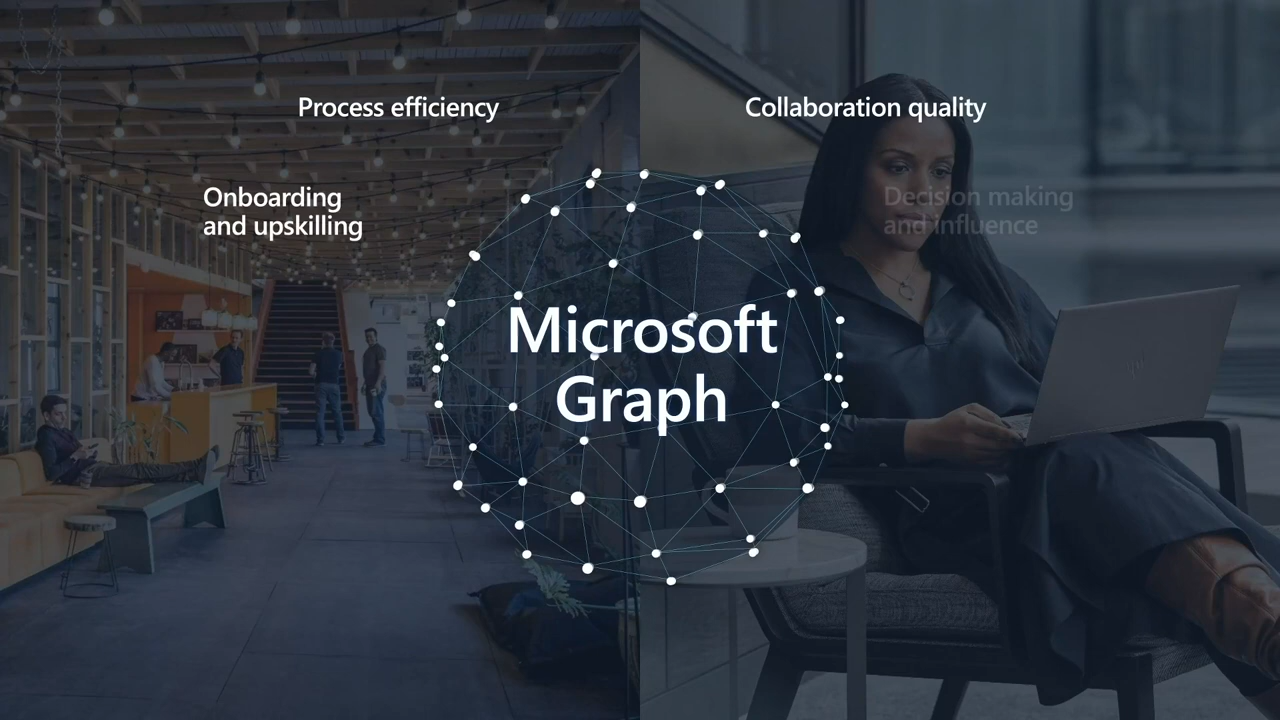 Process efficiency
Collaboration quality
Onboarding
and upskilling
Decision making
and influence
Microsoft
Graph